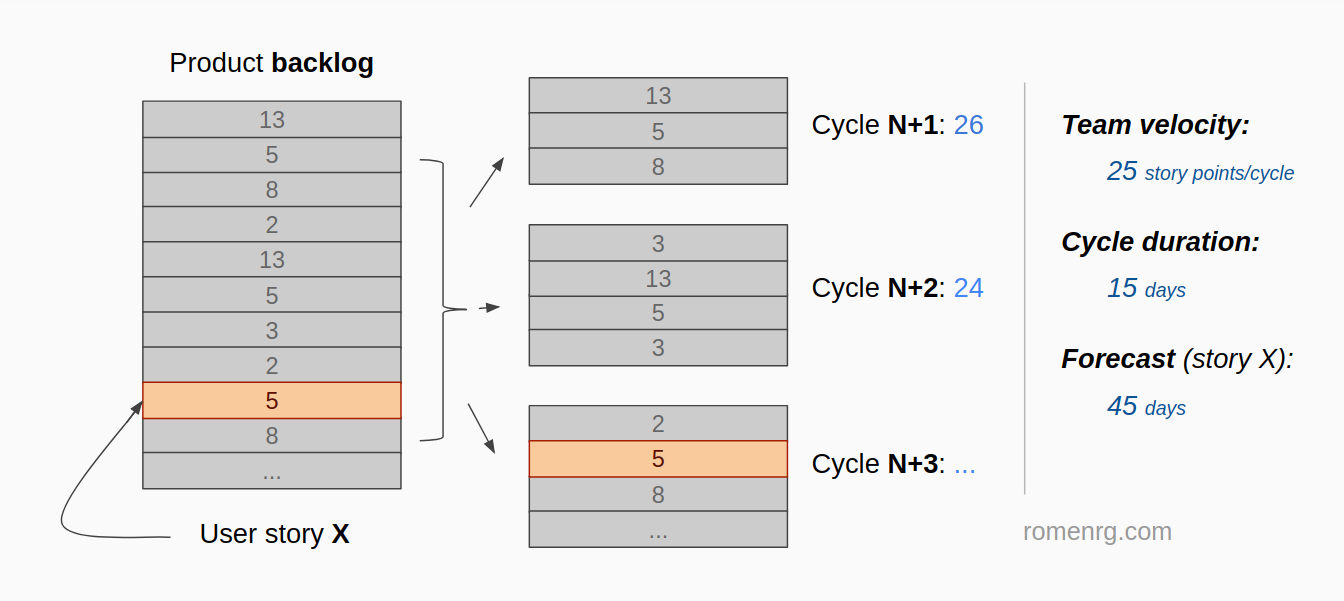 Product backlog
13
5
8
2
13
5
3
2
5
8
...
User story X
13
5
8
Cycle N+1: 26
3
13
5
3
Cycle N+2: 24
2
5
8
...
Cycle N+3: ...
Team velocity:
25 story points/cycle
Cycle duration:
15 days
Forecast (story X):
45 days
romenrg.com